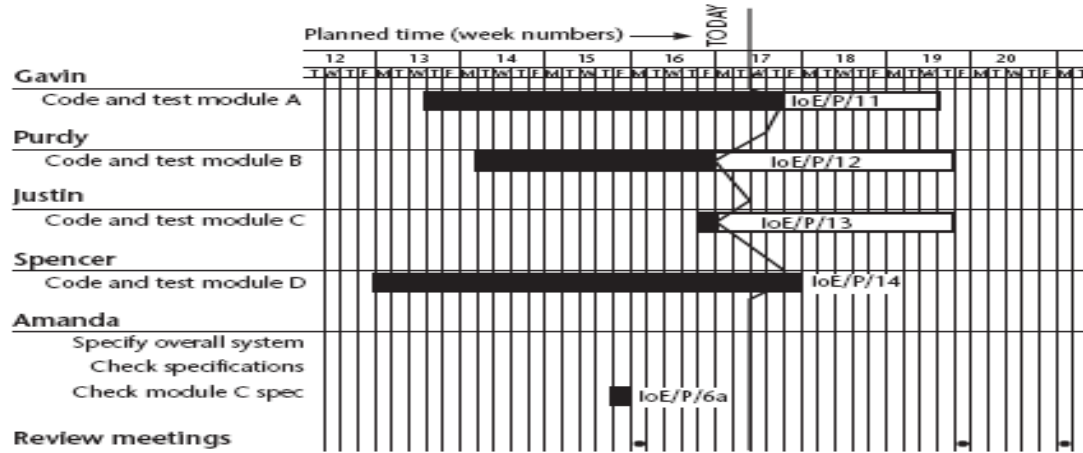 TODAY
Planned time (week numbers)
12 13 14 15 16 17 18 19 20
T W T F M T W T F M T W T F M T W T F M T W T F M T W T F M T W T F M T W T F M T W T F M T
Gavin
Code and test module A IoE/P/11
Purdy
Code and test module B IoE/P/12
Justin
Code and test module C IoE/P/13
Spencer
Code and test module D IoE/P/14
Amanda
Specify overall system
Check specifications
Check module C spec IoE/P/6a
Review meetings